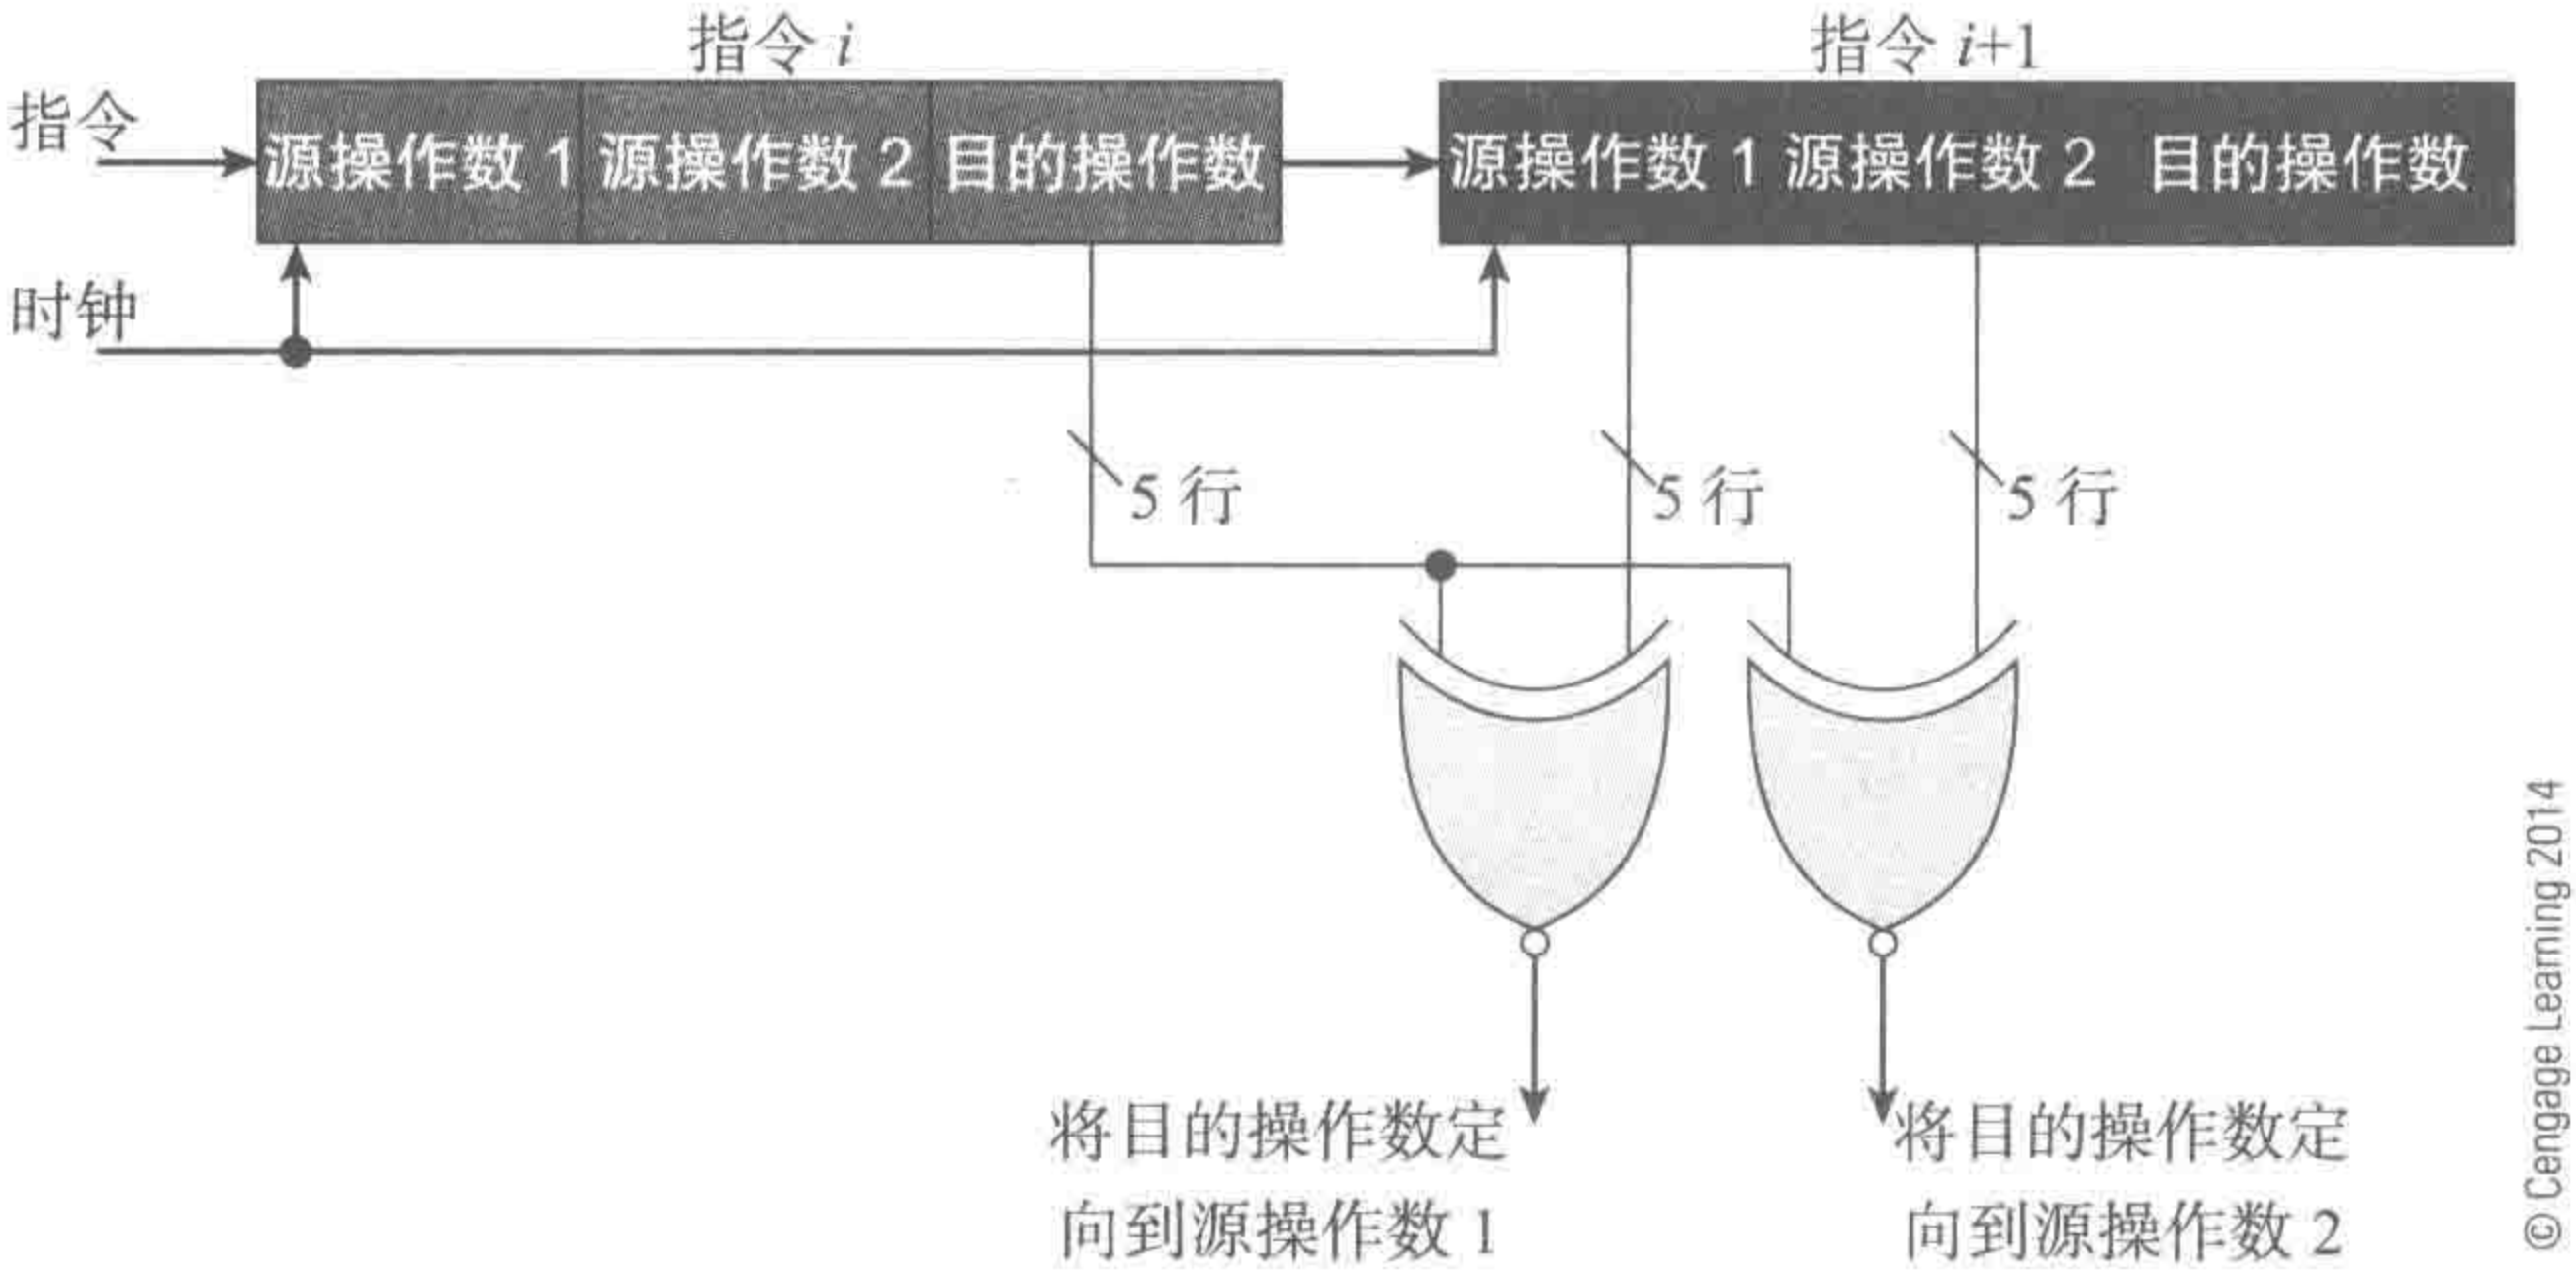 指令 i
指令 i+1
指令
源操作数 1 源操作数 2 目的操作数
源操作数 1 源操作数 2 目的操作数
时钟
5 行
5 行
5 行
将目的操作数定
向到源操作数 1
将目的操作数定
向到源操作数 2
© Cengage Learning 2014